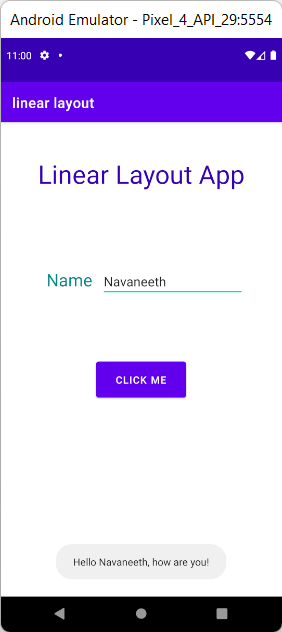 Android Emulator - Pixel_4_API_29:5554
11:00
linear layout
Linear Layout App
Name Navaneeth
CLICK ME
Hello Navaneeth, how are you!